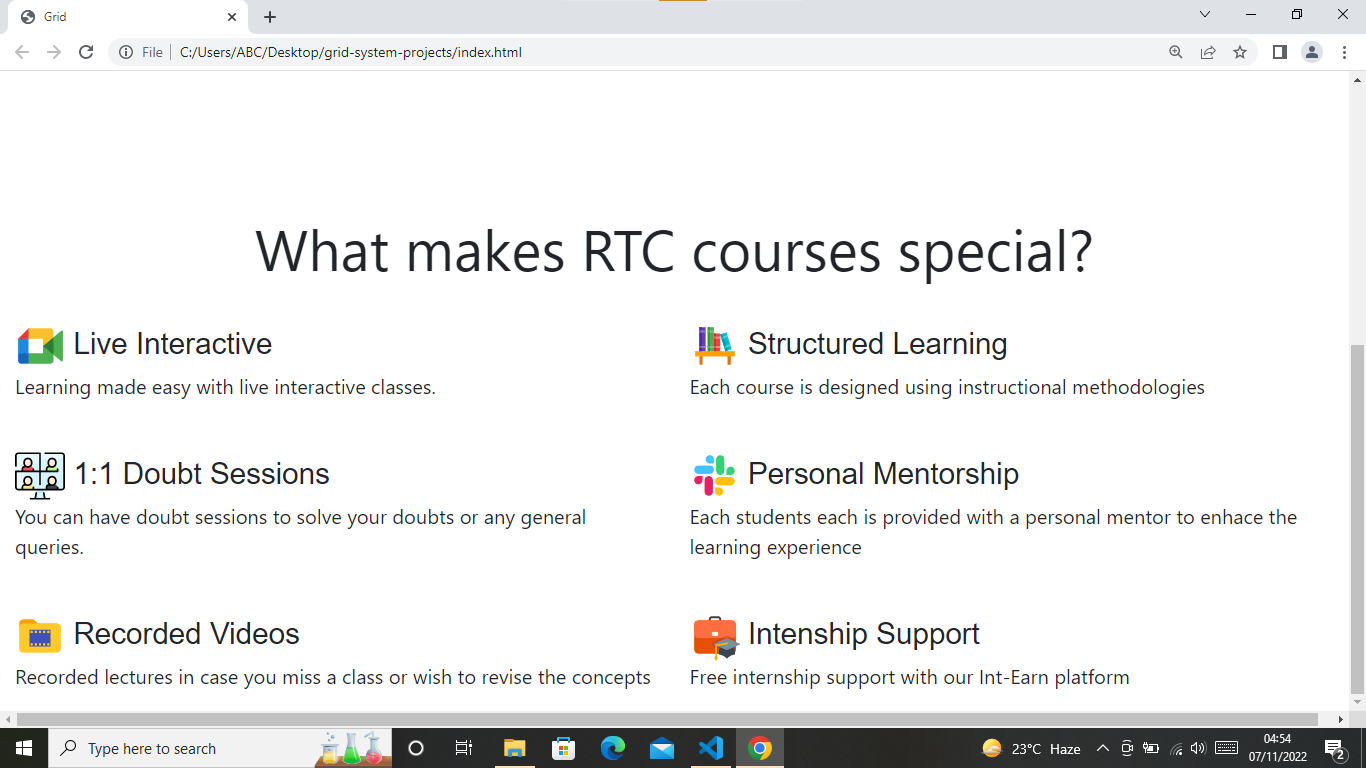 Grid
File
C:/Users/ABC/Desktop/grid-system-projects/index.html
What makes RTC courses special?
Live Interactive
Learning made easy with live interactive classes.
Structured Learning
Each course is designed using instructional methodologies
1:1 Doubt Sessions
You can have doubt sessions to solve your doubts or any general
queries.
Personal Mentorship
Each students each is provided with a personal mentor to enhace the
learning experience
Recorded Videos
Recorded lectures in case you miss a class or wish to revise the concepts
Intenship Support
Free internship support with our Int-Earn platform
Type here to search
23°C Haze
04:54
07/11/2022
2